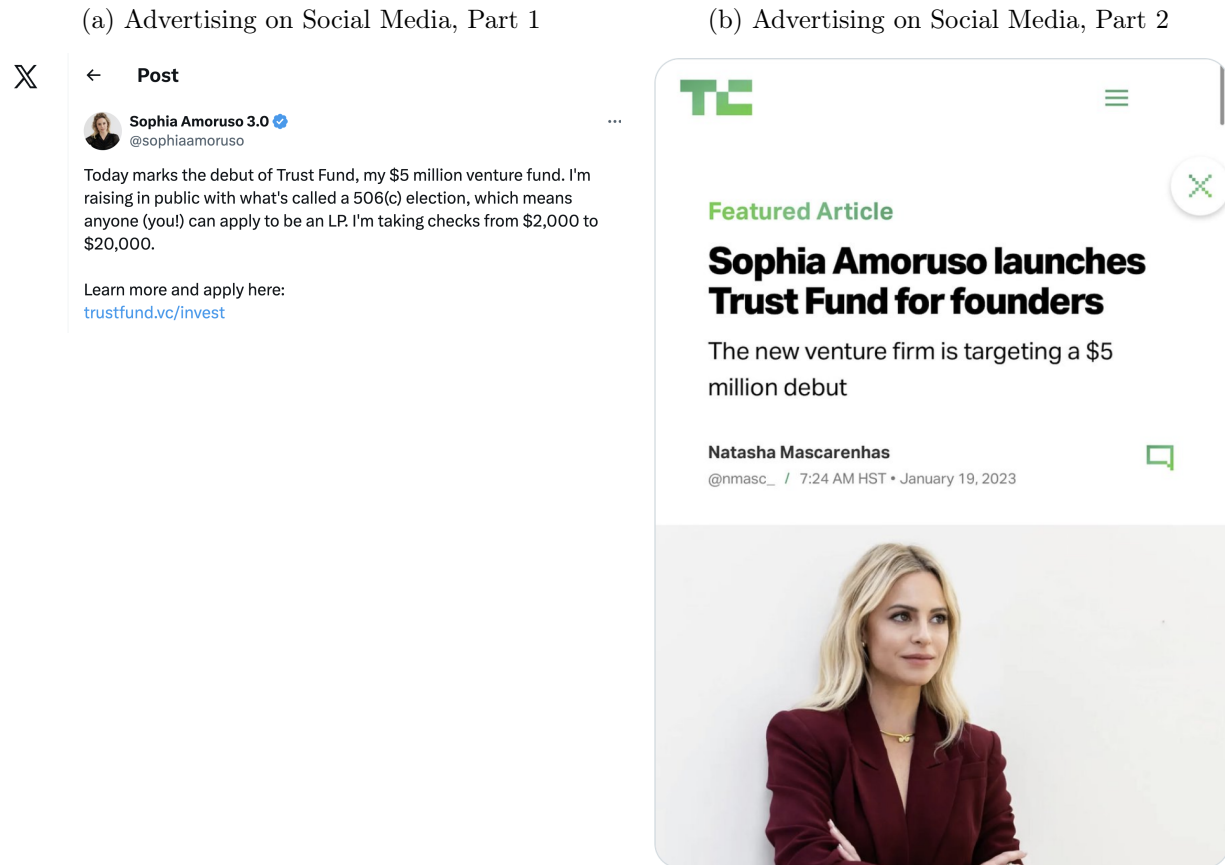 (a) Advertising on Social Media, Part 1
Post
Sophia Amoruso 3.0
@sophiaamoruso
Today marks the debut of Trust Fund, my $5 million venture fund. I'm
raising in public with what's called a 506(c) election, which means
anyone (you!) can apply to be an LP. I'm taking checks from $2,000 to
$20,000.
Learn more and apply here:
trustfund.vc/invest
(b) Advertising on Social Media, Part 2
TC
Featured Article
Sophia Amoruso launches
Trust Fund for founders
The new venture firm is targeting a $5
million debut
Natasha Mascarenhas
@nmasc_ / 7:24 AM HST • January 19, 2023